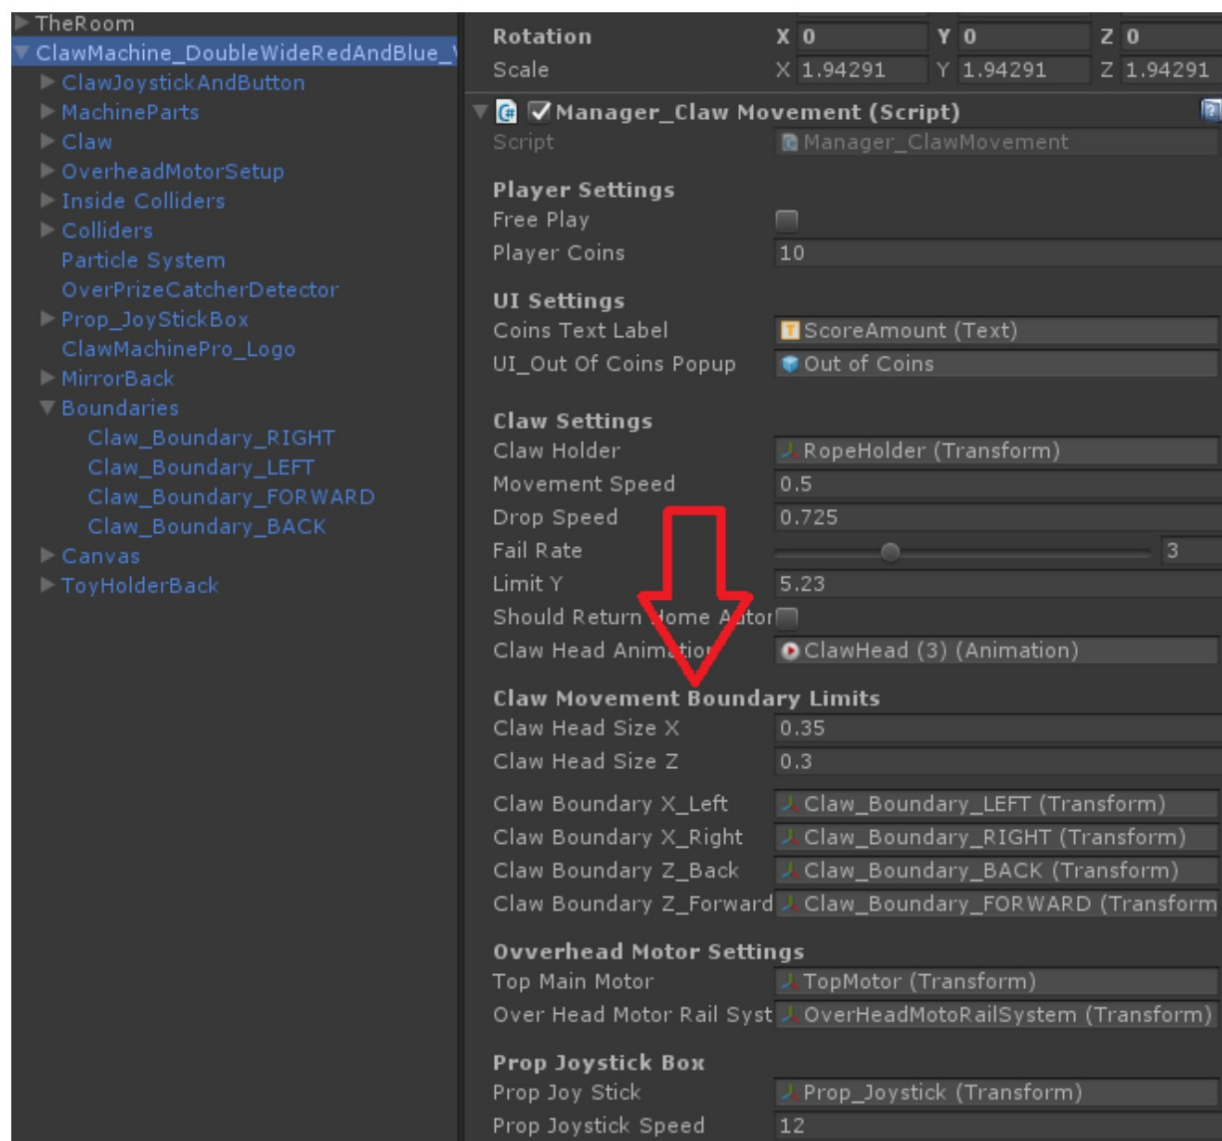 TheRoom
ClawMachine_DoubleWideRedAndBlue_
ClawJoystickAndButton
MachineParts
Claw
OverheadMotorSetup
Inside Colliders
Colliders
Particle System
OverPrizeCatcherDetector
Prop_JoyStickBox
ClawMachinePro_Logo
MirrorBack
Boundaries
Claw_Boundary_RIGHT
Claw_Boundary_LEFT
Claw_Boundary_FORWARD
Claw_Boundary_BACK
Canvas
ToyHolderBack
Rotation X 0 Y 0 Z 0
Scale X 1.94291 Y 1.94291 Z 1.94291
Manager_Claw Movement (Script)
Script Manager_ClawMovement
Player Settings
Free Play
Player Coins 10
UI Settings
Coins Text Label ScoreAmount (Text)
UI_Out Of Coins Popup Out of Coins
Claw Settings
Claw Holder RopeHolder (Transform)
Movement Speed 0.5
Drop Speed 0.725
Fail Rate 3
Limit Y 5.23
Should Return Home Autor
Claw Head Animation ClawHead (3) (Animation)
Claw Movement Boundary Limits
Claw Head Size X 0.35
Claw Head Size Z 0.3
Claw Boundary X_Left Claw_Boundary_LEFT (Transform)
Claw Boundary X_Right Claw_Boundary_RIGHT (Transform)
Claw Boundary Z_Back Claw_Boundary_BACK (Transform)
Claw Boundary Z_Forward Claw_Boundary_FORWARD (Transform
Ovverhead Motor Settings
Top Main Motor TopMotor (Transform)
Over Head Motor Rail Syst OverHeadMotoRailSystem (Transform)
Prop Joystick Box
Prop Joy Stick Prop_Joystick (Transform)
Prop Joystick Speed 12